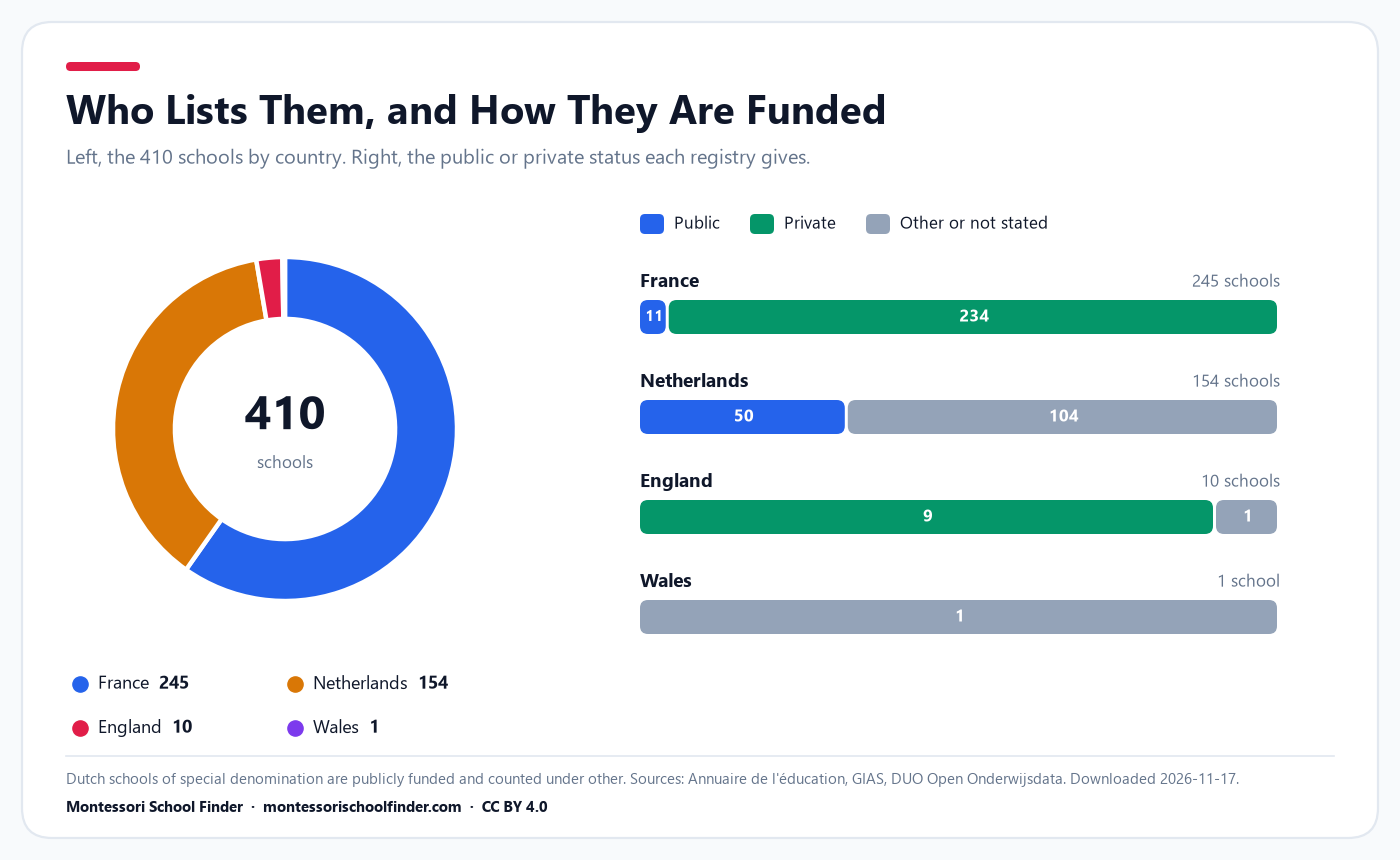 Who Lists Them, and How They Are Funded
Left, the 410 schools by country. Right, the public or private status each registry gives.
410
schools
France 245
Netherlands 154
England 10
Wales 1
Public
Private
Other or not stated
France
245 schools
11
234
Netherlands
154 schools
50
104
England
10 schools
9
1
Wales
1 school
1
Dutch schools of special denomination are publicly funded and counted under other. Sources: Annuaire de l'éducation, GIAS, DUO Open Onderwijsdata. Downloaded 2026-11-17.
Montessori School Finder · montessorischoolfinder.com · CC BY 4.0